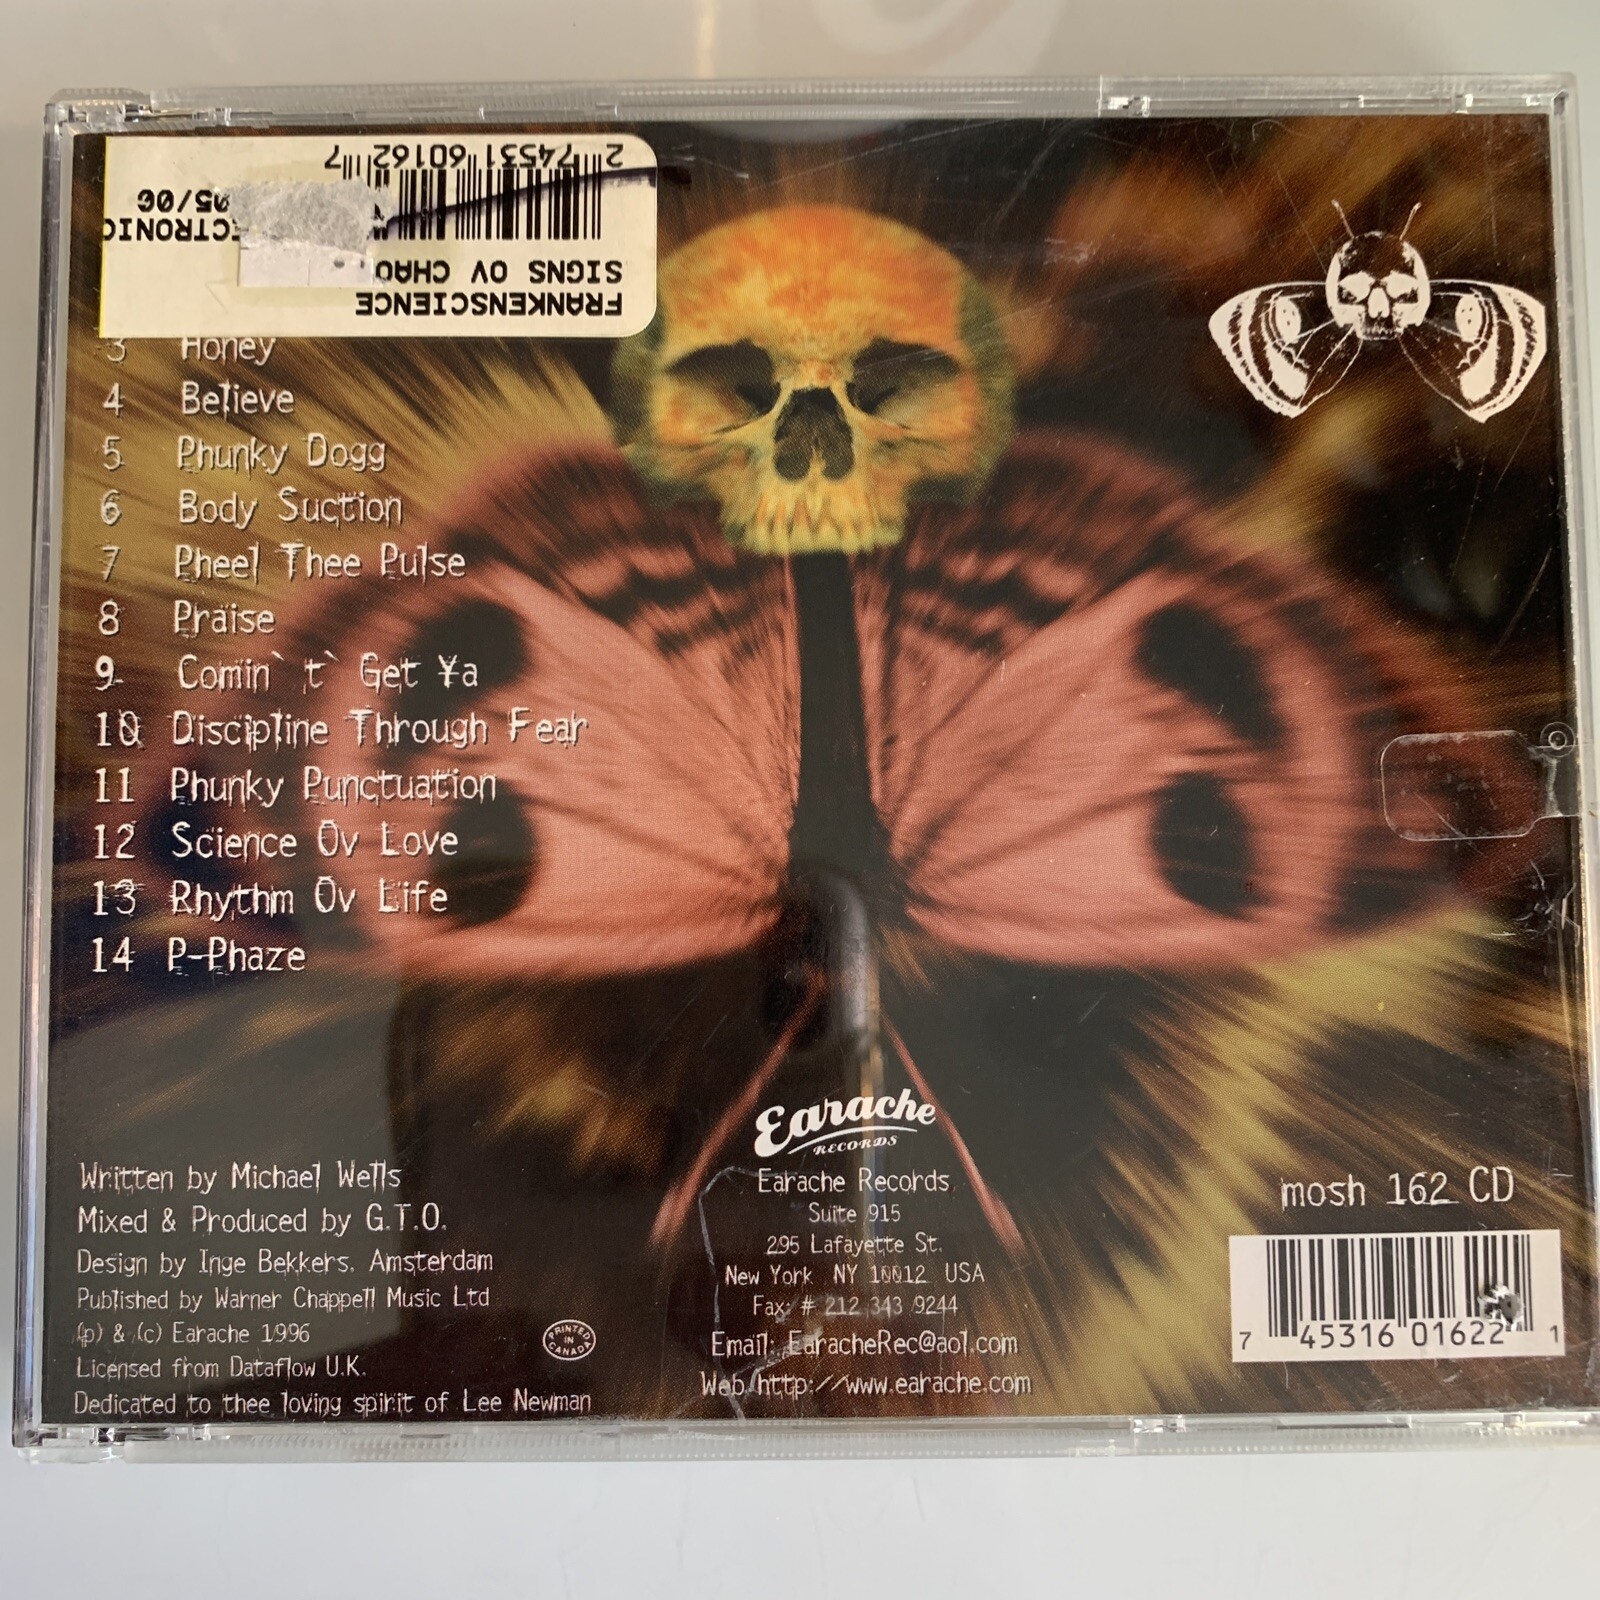 2 74531 60162 7
05/06
CTRONIC
SIGNS OV CHAO
FRANKENSCIENCE
3 Honey
4 Believe
5 Phunky Dogg
6 Body Suction
7 Pheel Thee Pulse
8 Praise
9 Comin` t` Get ¥a
10 Discipline Through Fear
11 Phunky Punctuation
12 Science Ov Love
13 Rhythm Ov Life
14 P-Phaze
Written by Michael Wells
Mixed & Produced by G.T.O.
Design by Inge Bekkers. Amsterdam
Published by Warner Chappell Music Ltd
(p) & (c) Earache 1996
Licensed from Dataflow U.K.
Dedicated to thee loving spirit of Lee Newman
PRINTED
IN
CANADA
Earache
RECORDS
Earache Records
Suite 915
295 Lafayette St.
New York NY 10012 USA
Fax: # 212 343 9244
Email: EaracheRec@aol.com
Web http://www.earache.com
mosh 162 CD
7 45316 01622 1